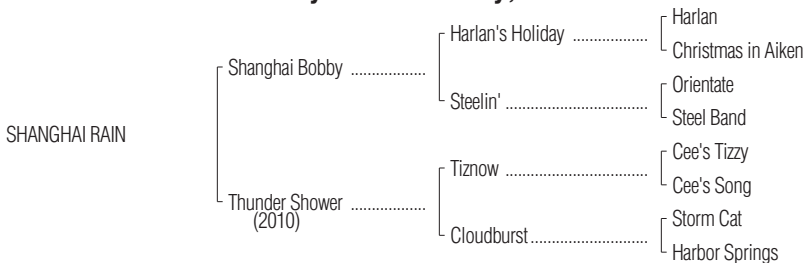 Harlan
Harlan's Holiday ..................
Christmas in Aiken
Shanghai Bobby ..................
Orientate
Steelin' ..................................
Steel Band
SHANGHAI RAIN
Cee's Tizzy
Tiznow ..................................
Cee's Song
Thunder Shower ..................
(2010)
Storm Cat
Cloudburst............................
Harbor Springs